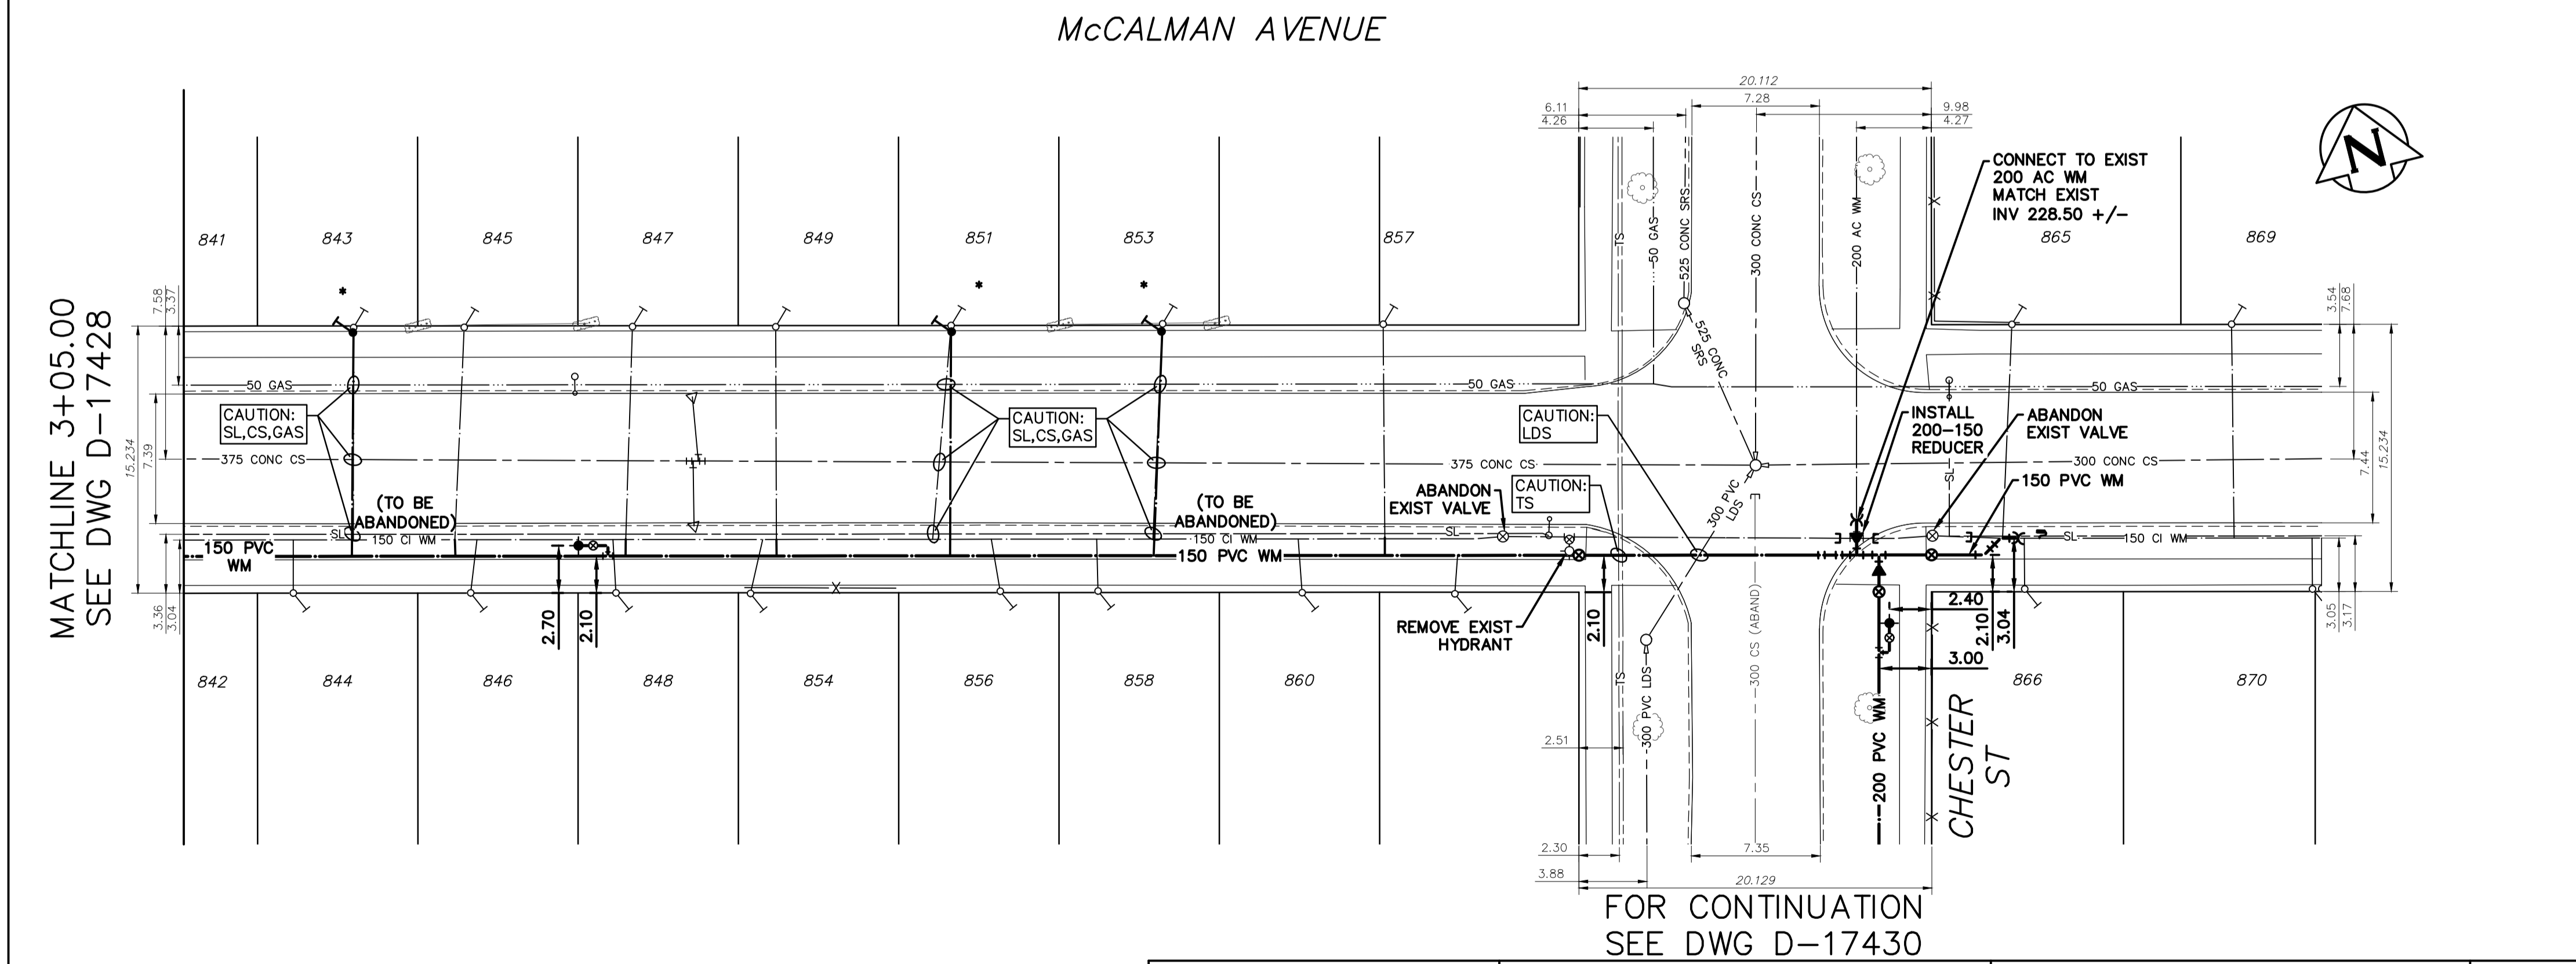 McCALMAN AVENUE
20.112
7.28
6.11
4.26
9.98
4.27
N
CONNECT TO EXIST
200 AC WM
MATCH EXIST
INV 228.50 +/-
841
843
845
847
849
851
853
857
865
869
*
*
*
TS
50 GAS
525 CONC SRS
300 CONC CS
200 AC WM
MATCHLINE 3+05.00
SEE DWG D-17428
7.58
3.37
15.234
7.39
3.36
3.04
3.54
7.68
7.44
15.234
3.05
3.17
525 CONC
SRS
50 GAS
50 GAS
50 GAS
CAUTION:
SL,CS,GAS
CAUTION:
SL,CS,GAS
CAUTION:
LDS
INSTALL
200-150
REDUCER
ABANDON
EXIST VALVE
375 CONC CS
375 CONC CS
300 CONC CS
H
SL
150 PVC WM
(TO BE
ABANDONED)
(TO BE
ABANDONED)
ABANDON
EXIST VALVE
CAUTION:
TS
300 PVC
LDS
SL
150 CI WM
150 CI WM
SL
SL
150 CI WM
150 PVC
WM
150 PVC WM
2.70
2.10
REMOVE EXIST
HYDRANT
2.10
300 CS (ABAND)
2.40
2.10
3.04
3.00
842
844
846
848
854
856
858
860
866
870
TS
300 PVC LDS
200 PVC WM
CHESTER
ST
2.51
2.30
7.35
3.88
20.129
FOR CONTINUATION
SEE DWG D-17430